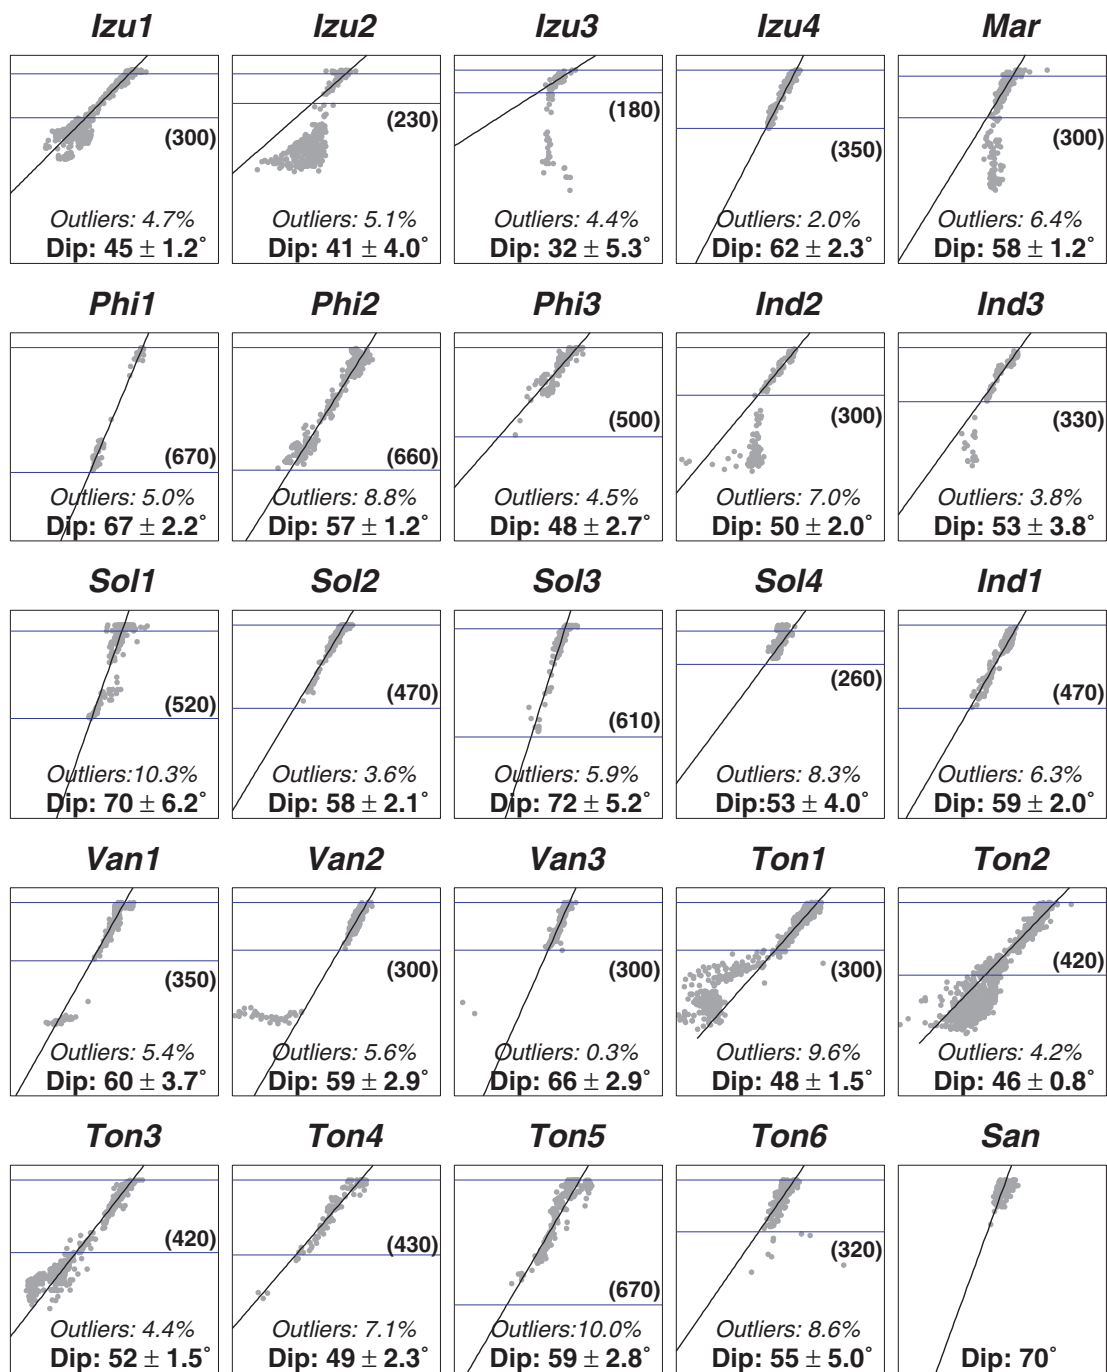 Izu1 Izu2 Izu3 Izu4 Mar
(300) (230) (180) (350) (300)
Outliers: 4.7% Outliers: 5.1% Outliers: 4.4% Outliers: 2.0% Outliers: 6.4%
Dip: 45 ± 1.2° Dip: 41 ± 4.0° Dip: 32 ± 5.3° Dip: 62 ± 2.3° Dip: 58 ± 1.2°
Phi1 Phi2 Phi3 Ind2 Ind3
(670) (660) (500) (300) (330)
Outliers: 5.0% Outliers: 8.8% Outliers: 4.5% Outliers: 7.0% Outliers: 3.8%
Dip: 67 ± 2.2° Dip: 57 ± 1.2° Dip: 48 ± 2.7° Dip: 50 ± 2.0° Dip: 53 ± 3.8°
Sol1 Sol2 Sol3 Sol4 Ind1
(520) (470) (610) (260) (470)
Outliers:10.3% Outliers: 3.6% Outliers: 5.9% Outliers: 8.3% Outliers: 6.3%
Dip: 70 ± 6.2° Dip: 58 ± 2.1° Dip: 72 ± 5.2° Dip:53 ± 4.0° Dip: 59 ± 2.0°
Van1 Van2 Van3 Ton1 Ton2
(350) (300) (300) (300) (420)
Outliers: 5.4% Outliers: 5.6% Outliers: 0.3% Outliers: 9.6% Outliers: 4.2%
Dip: 60 ± 3.7° Dip: 59 ± 2.9° Dip: 66 ± 2.9° Dip: 48 ± 1.5° Dip: 46 ± 0.8°
Ton3 Ton4 Ton5 Ton6 San
(420) (430) (670) (320)
Outliers: 4.4% Outliers: 7.1% Outliers:10.0% Outliers: 8.6%
Dip: 52 ± 1.5° Dip: 49 ± 2.3° Dip: 59 ± 2.8° Dip: 55 ± 5.0° Dip: 70°